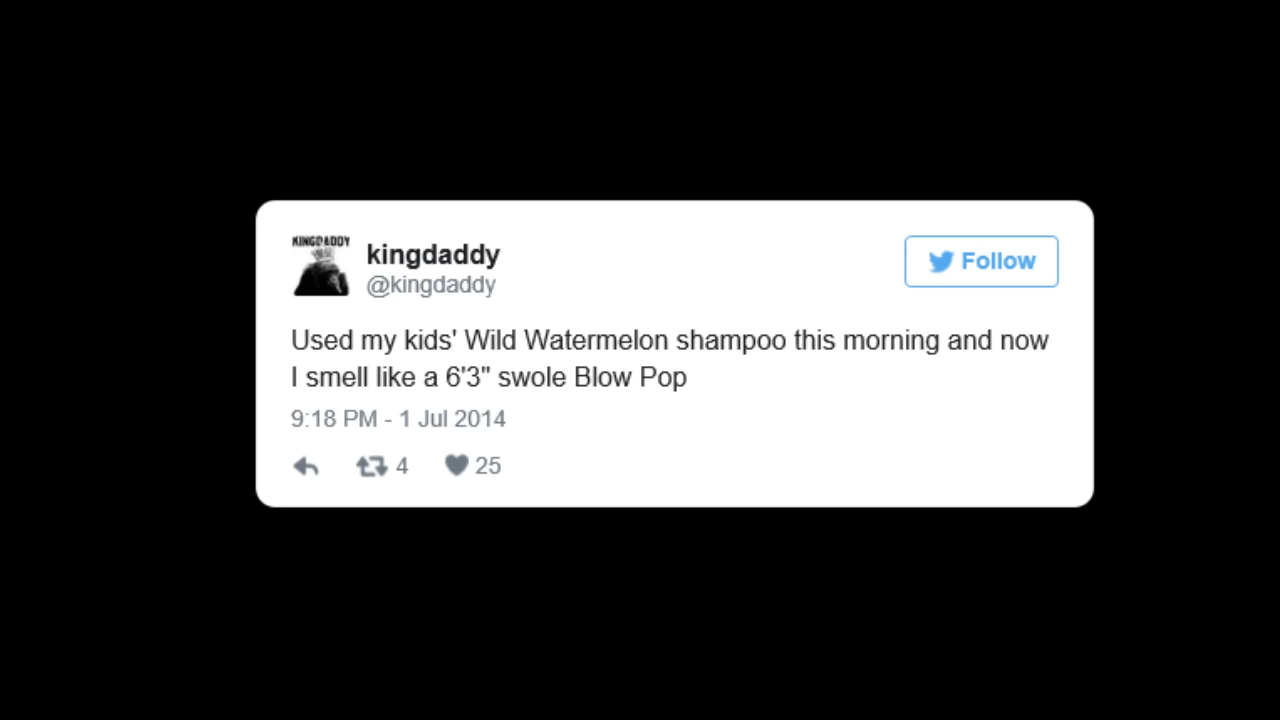 KINGDADDY
kingdaddy
@kingdaddy
Follow
Used my kids' Wild Watermelon shampoo this morning and now
I smell like a 6'3" swole Blow Pop
9:18 PM - 1 Jul 2014
4 25